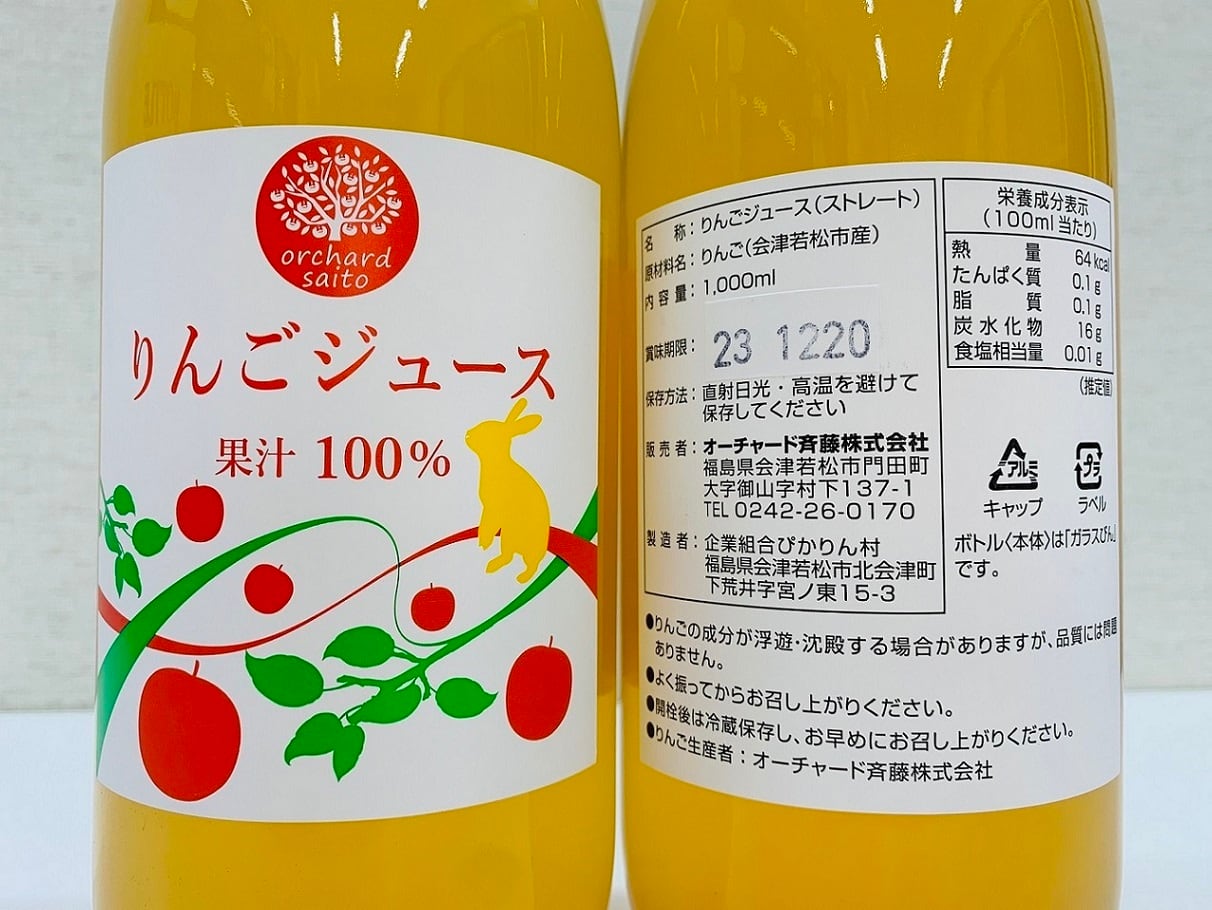 orchard
saito
りんごジュース
果汁 100%
名称：りんごジュース（ストレート）
原材料名：りんご（会津若松市産）
内容量：1,000ml
賞味期限： 23 1220
保存方法：直射日光・高温を避けて
保存してください
販売者：オーチャード斉藤株式会社
福島県会津若松市門田町
大字御山字村下137-1
TEL 0242-26-0170
製造者：企業組合ぴかりん村
福島県会津若松市北会津町
下荒井字宮ノ東15-3
栄養成分表示
（100ml当たり）
熱量 64kcal
たんぱく質 0.1g
脂質 0.1g
炭水化物 16g
食塩相当量 0.01g
（推定値）
アルミ
キャップ
プラ
ラベル
ボトル〈本体〉は「ガラスびん」
です。
●りんごの成分が浮遊・沈殿する場合がありますが、品質には問題
ありません。
●よく振ってからお召し上がりください。
●開栓後は冷蔵保存し、お早めにお召し上がりください。
●りんご生産者：オーチャード斉藤株式会社